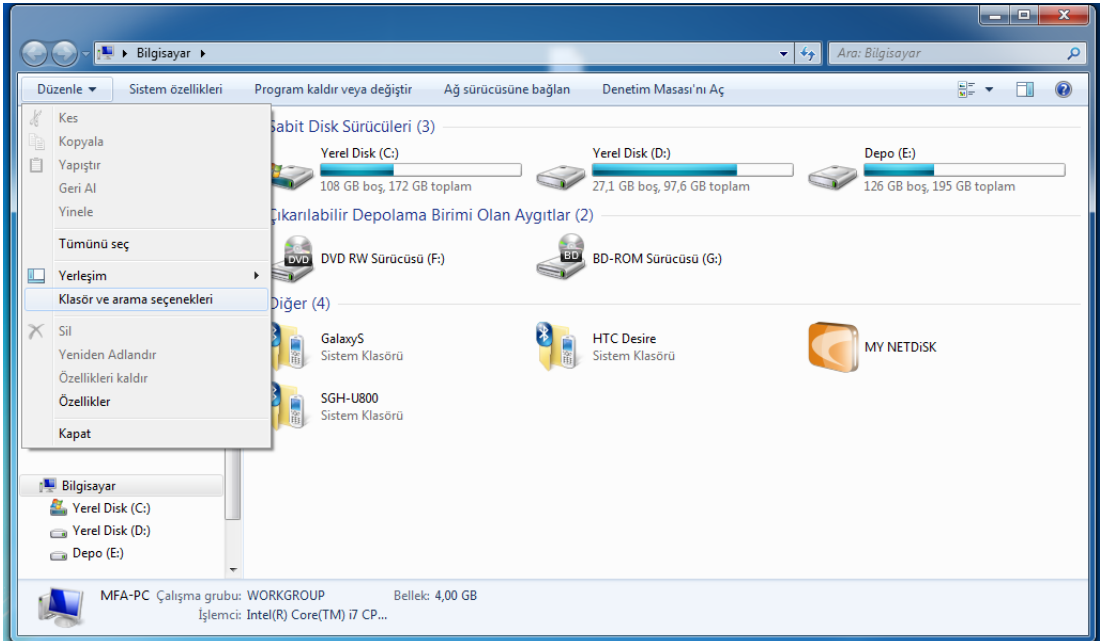 Bilgisayar
Ara: Bilgisayar
Düzenle Sistem özellikleri Program kaldır veya değiştir Ağ sürücüsüne bağlan Denetim Masası'nı Aç
Kes
Kopyala
Yapıştır
Geri Al
Yinele
Tümünü seç
Yerleşim
Klasör ve arama seçenekleri
Sil
Yeniden Adlandır
Özellikleri kaldır
Özellikler
Kapat
Sabit Disk Sürücüleri (3)
Yerel Disk (C:)
108 GB boş, 172 GB toplam
Yerel Disk (D:)
27,1 GB boş, 97,6 GB toplam
Depo (E:)
126 GB boş, 195 GB toplam
Çıkarılabilir Depolama Birimi Olan Aygıtlar (2)
DVD
DVD RW Sürücüsü (F:)
BD
BD-ROM Sürücüsü (G:)
Diğer (4)
GalaxyS
Sistem Klasörü
HTC Desire
Sistem Klasörü
MY NETDiSK
SGH-U800
Sistem Klasörü
Bilgisayar
Yerel Disk (C:)
Yerel Disk (D:)
Depo (E:)
MFA-PC Çalışma grubu: WORKGROUP Bellek: 4,00 GB
İşlemci: Intel(R) Core(TM) i7 CP...